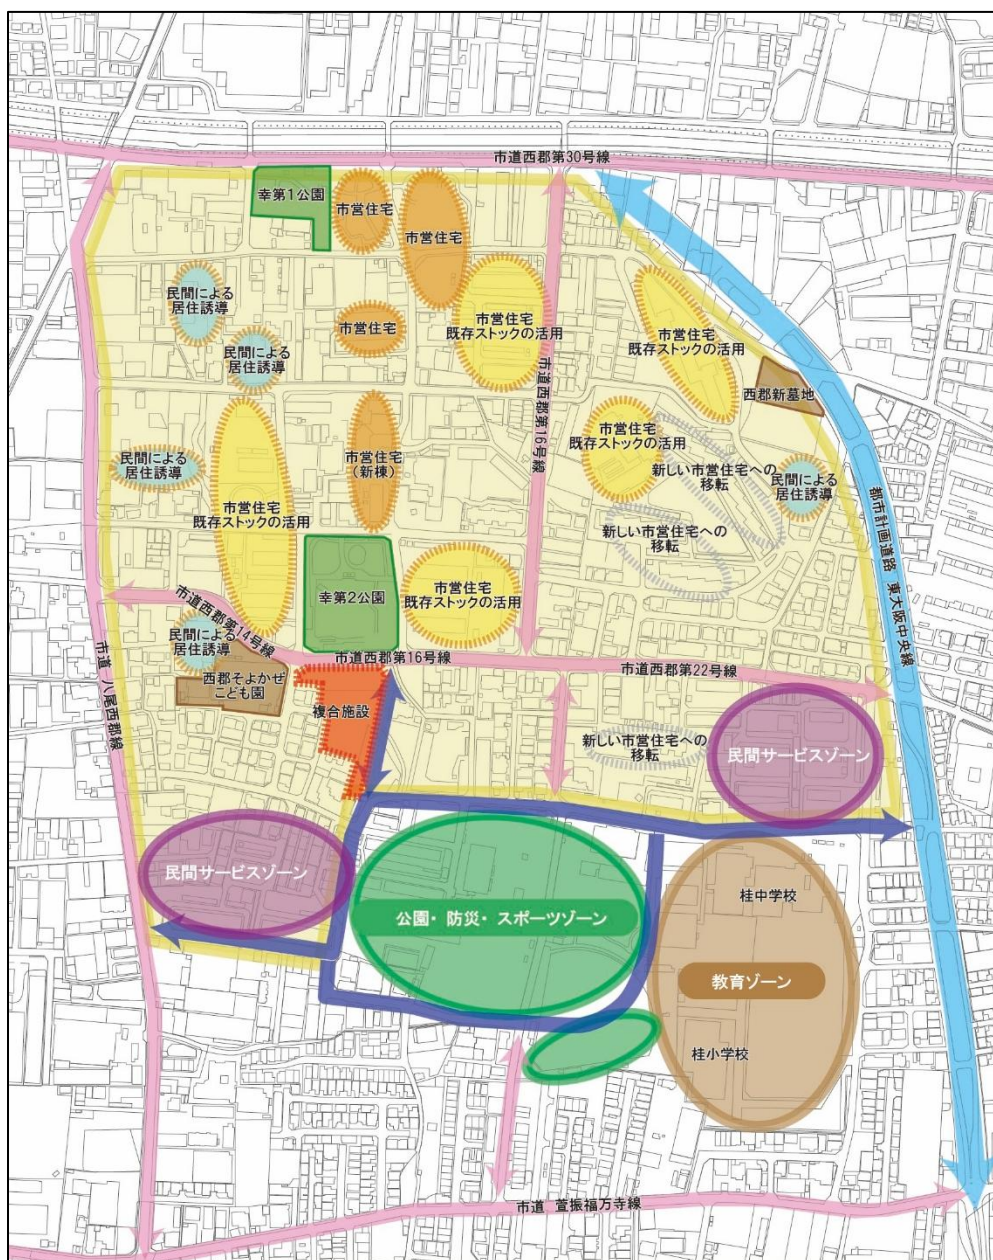 市道西郡第30号線
幸第1公園
市営住宅
市営住宅
民間による
居住誘導
市営住宅
市営住宅
既存ストックの活用
市営住宅
既存ストックの活用
民間による
居住誘導
市道西郡第16号線
西郡新墓地
市営住宅
既存ストックの活用
市営住宅
(新棟)
民間による
居住誘導
新しい市営住宅への
移転
民間による
居住誘導
市営住宅
既存ストックの活用
新しい市営住宅への
移転
都市計画道路 東大阪中央線
幸第2公園
市営住宅
既存ストックの活用
市道西郡第14号線
民間による
居住誘導
市道西郡第16号線
市道西郡第22号線
市道 八尾西郡線
西郡そよかぜ
こども園
複合施設
新しい市営住宅への
移転
民間サービスゾーン
民間サービスゾーン
桂中学校
公園・防災・スポーツゾーン
教育ゾーン
桂小学校
市道 萱振福万寺線